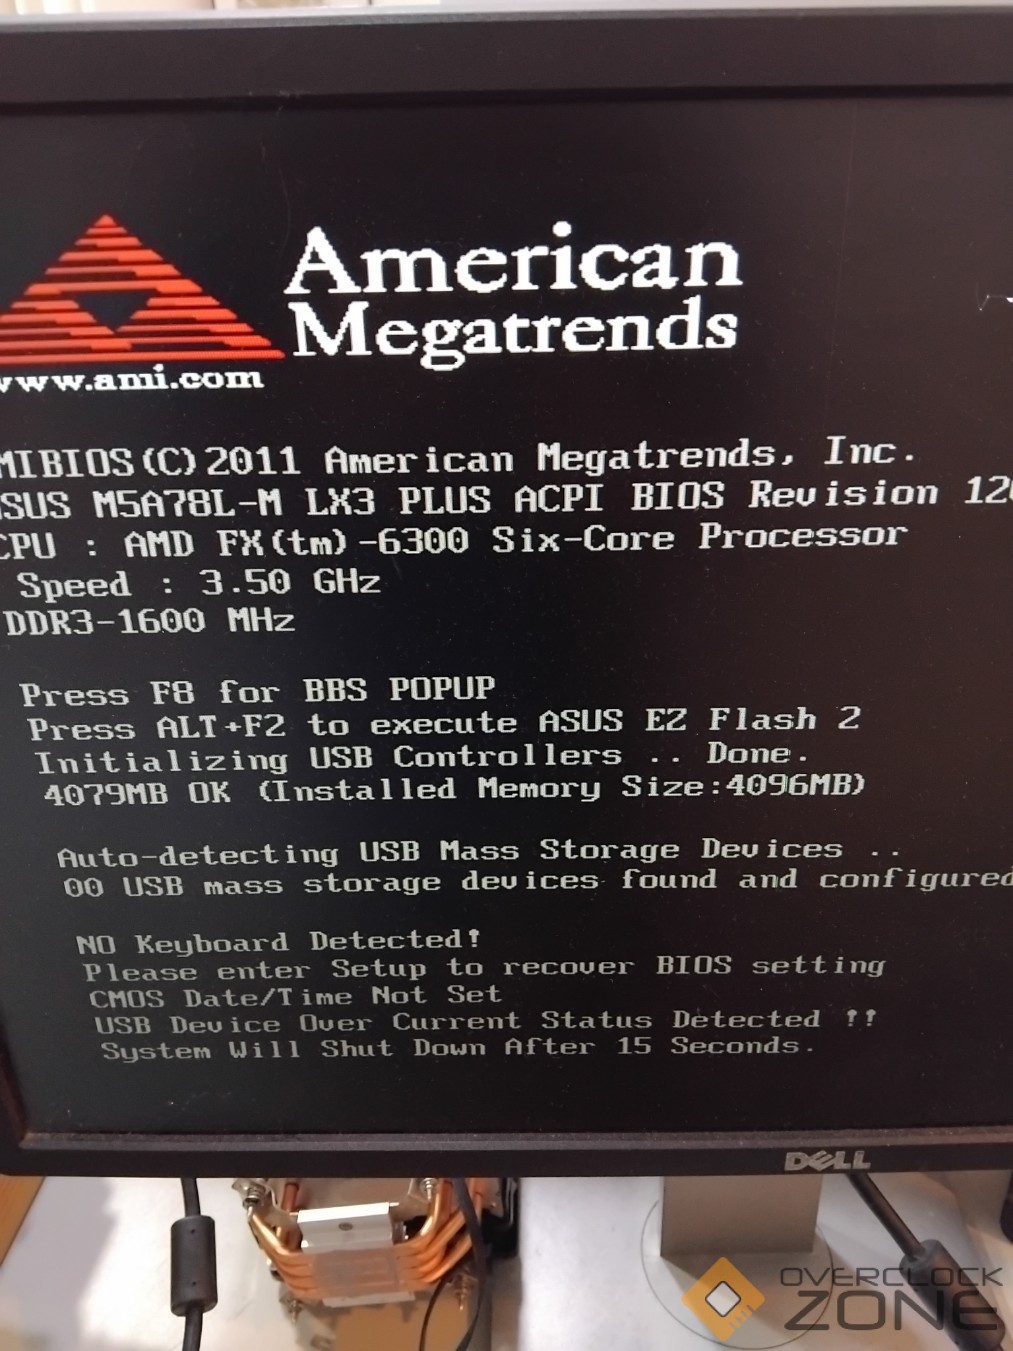 American
Megatrends
www.ami.com
MIBIOS(C)2011 American Megatrends, Inc.
SUS M5A78L-M LX3 PLUS ACPI BIOS Revision 120
CPU : AMD FX(tm)-6300 Six-Core Processor
Speed : 3.50 GHz
DDR3-1600 MHz
Press F8 for BBS POPUP
Press ALT+F2 to execute ASUS EZ Flash 2
Initializing USB Controllers .. Done.
4079MB OK (Installed Memory Size:4096MB)
Auto-detecting USB Mass Storage Devices ..
00 USB mass storage devices found and configured
NO Keyboard Detected!
Please enter Setup to recover BIOS setting
CMOS Date/Time Not Set
USB Device Over Current Status Detected !!
System Will Shut Down After 15 Seconds.
DELL
OVERCLOCK
ZONE